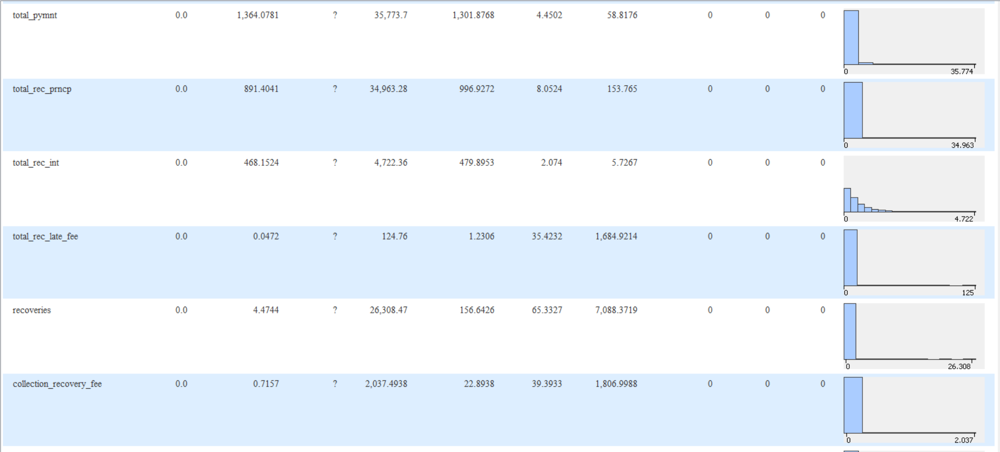 total_pymnt 0.0 1,364.0781 ? 35,773.7 1,301.8768 4.4502 58.8176 0 0 0
0 35.774
total_rec_prncp 0.0 891.4041 ? 34,963.28 996.9272 8.0524 153.765 0 0 0
0 34.963
total_rec_int 0.0 468.1524 ? 4,722.36 479.8953 2.074 5.7267 0 0 0
0 4.722
total_rec_late_fee 0.0 0.0472 ? 124.76 1.2306 35.4232 1,684.9214 0 0 0
0 125
recoveries 0.0 4.4744 ? 26,308.47 156.6426 65.3327 7,088.3719 0 0 0
0 26.308
collection_recovery_fee 0.0 0.7157 ? 2,037.4938 22.8938 39.3933 1,806.9988 0 0 0
0 2.037